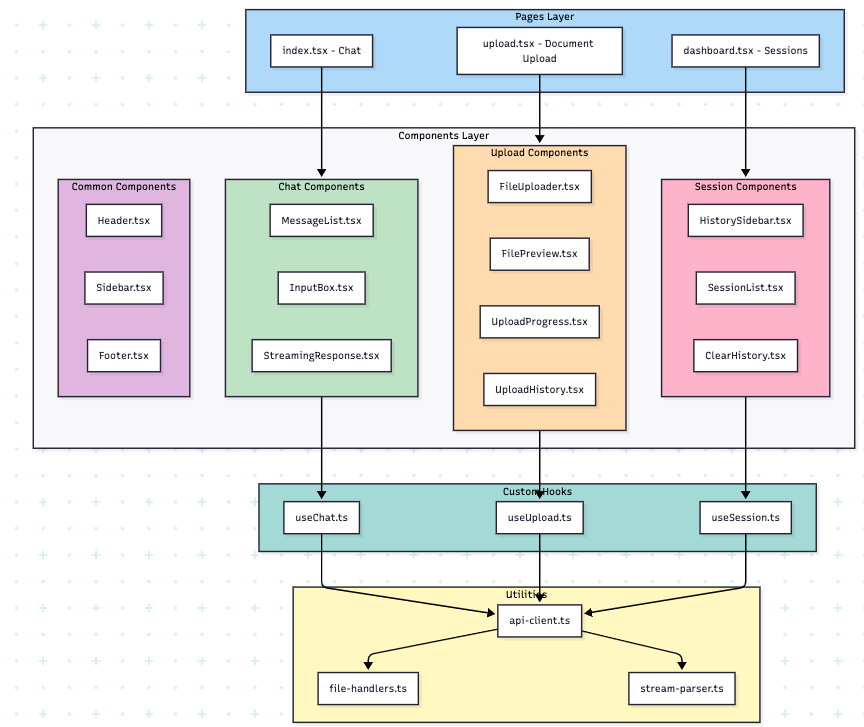 Pages Layer
index.tsx - Chat
upload.tsx - Document
Upload
dashboard.tsx - Sessions
Components Layer
Common Components
Header.tsx
Sidebar.tsx
Footer.tsx
Chat Components
MessageList.tsx
InputBox.tsx
StreamingResponse.tsx
Upload Components
FileUploader.tsx
FilePreview.tsx
UploadProgress.tsx
UploadHistory.tsx
Session Components
HistorySidebar.tsx
SessionList.tsx
ClearHistory.tsx
Custom Hooks
useChat.ts
useUpload.ts
useSession.ts
Utilities
api-client.ts
file-handlers.ts
stream-parser.ts